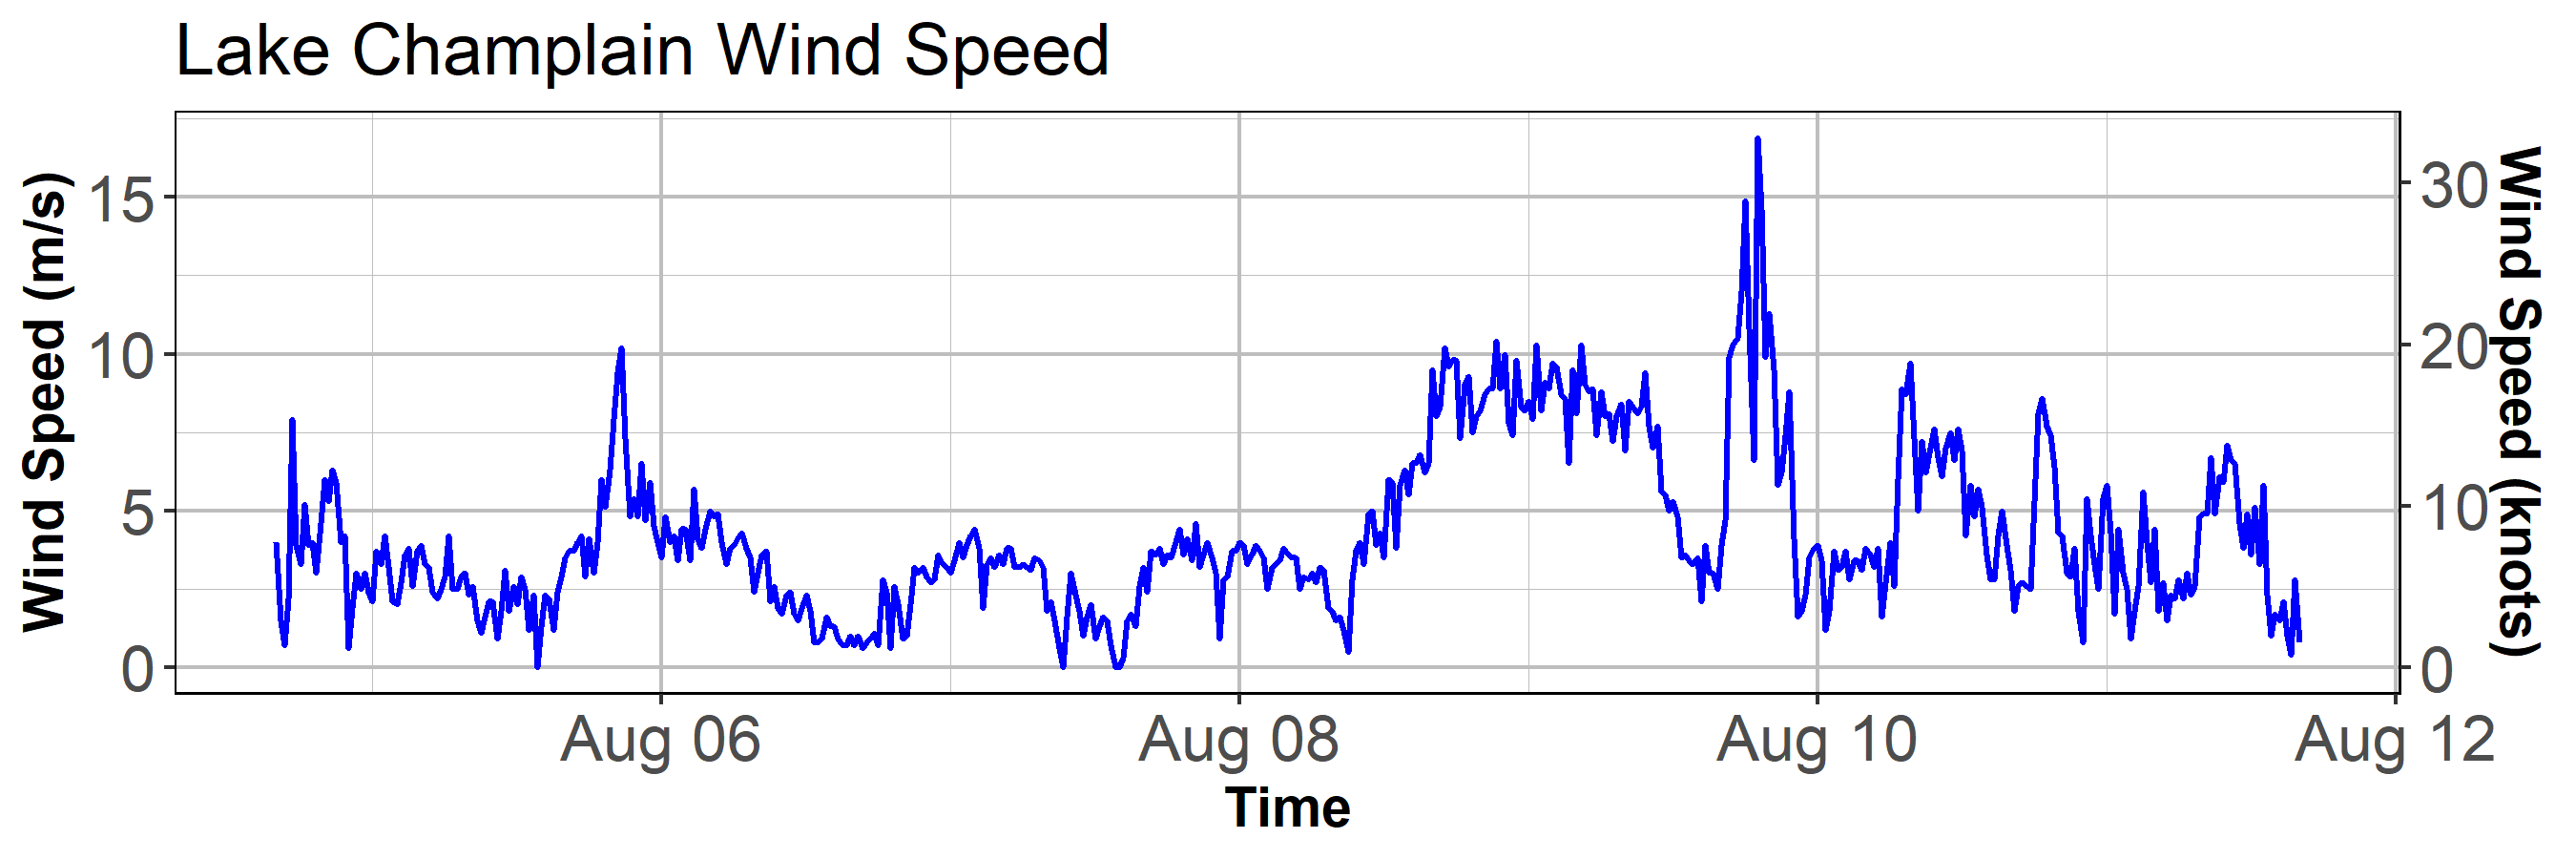 Lake Champlain Wind Speed
Wind Speed (m/s)
15
10
5
0
30
20
10
0
Wind Speed (knots)
Aug 06
Aug 08
Aug 10
Aug 12
Time